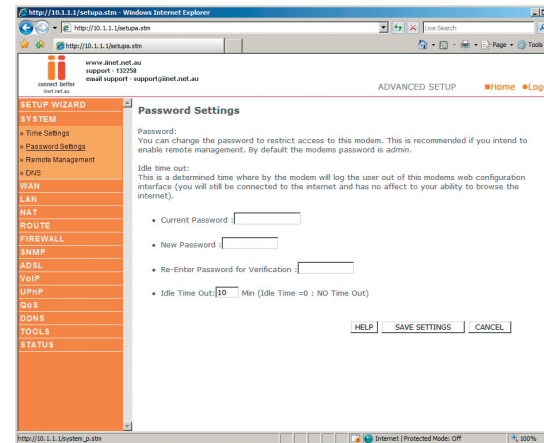 http://10.1.1.1/setupa.stm - Windows Internet Explorer
http://10.1.1.1/setupa.stm
Live Search
http://10.1.1.1/setupa.stm
Page
Tools
www.iinet.net.au
support - 132258
email support - support@iinet.net.au
connect better
iinet.net.au
ADVANCED SETUP
Home
Log
SETUP WIZARD
SYSTEM
» Time Settings
» Password Settings
» Remote Management
» DNS
WAN
LAN
NAT
ROUTE
FIREWALL
SNMP
ADSL
VoIP
UPnP
QoS
DDNS
TOOLS
STATUS
Password Settings
Password:
You can change the password to restrict access to this modem. This is recommended if you intend to
enable remote management. By default the modems password is admin.
Idle time out:
This is a determined time where by the modem will log the user out of this modems web configuration
interface (you will still be connected to the internet and has no affect to your ability to browse the
internet).
• Current Password :
• New Password :
• Re-Enter Password for Verification :
• Idle Time Out: 10 Min (Idle Time =0 : NO Time Out)
HELP SAVE SETTINGS CANCEL
http://10.1.1.1/system_p.stm
Internet | Protected Mode: Off
100%